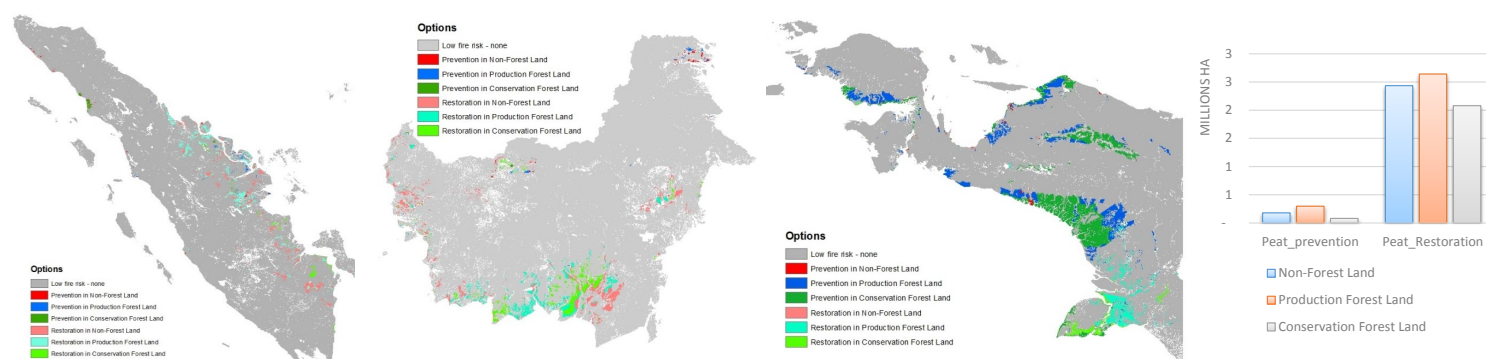 Options
Low fire risk - none
Prevention in Non-Forest Land
Prevention in Production Forest Land
Prevention in Conservation Forest Land
Restoration in Non-Forest Land
Restoration in Production Forest Land
Restoration in Conservation Forest Land
Options
Low fire risk - none
Prevention in Non-Forest Land
Prevention in Production Forest Land
Prevention in Conservation Forest Land
Restoration in Non-Forest Land
Restoration in Production Forest Land
Restoration in Conservation Forest Land
Options
Low fire risk - none
Prevention in Non-Forest Land
Prevention in Production Forest Land
Prevention in Conservation Forest Land
Restoration in Non-Forest Land
Restoration in Production Forest Land
Restoration in Conservation Forest Land
MILLIONS HA
3
3
2
2
1
1
-
Peat_prevention
Peat_Restoration
Non-Forest Land
Production Forest Land
Conservation Forest Land